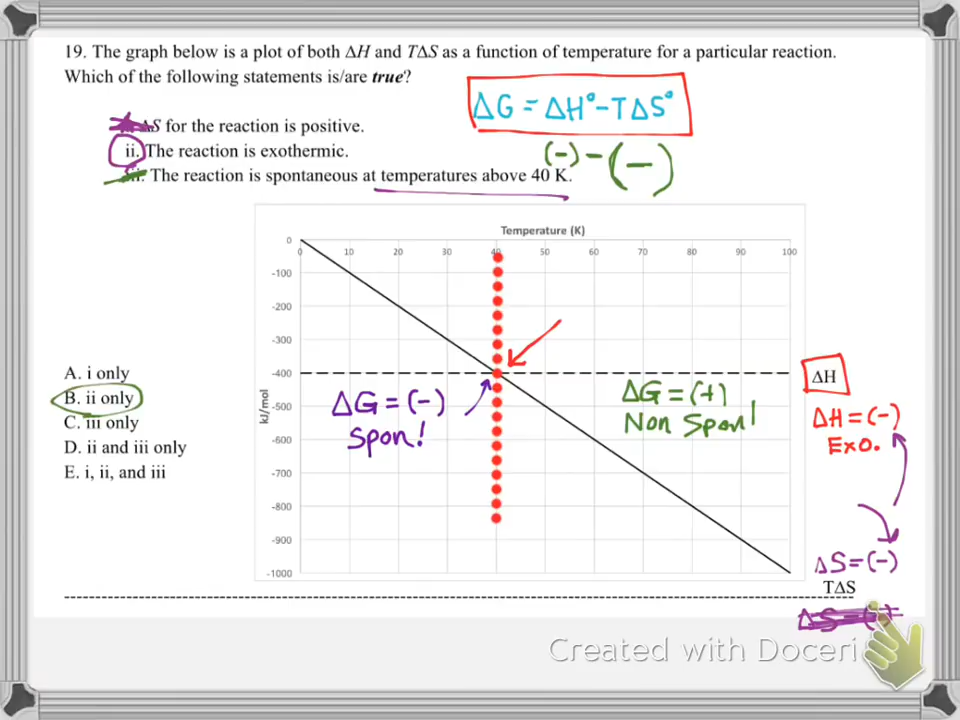 19. The graph below is a plot of both ΔH and TΔS as a function of temperature for a particular reaction.
Which of the following statements is/are true?
ΔG = ΔH° - TΔS°
ΔS for the reaction is positive.
ii. The reaction is exothermic.
(-) - (-)
The reaction is spontaneous at temperatures above 40 K.
Temperature (K)
0
0 10 20 30 40 50 60 70 80 90 100
-100
-200
-300
-400
-500
-600
-700
-800
-900
-1000
kJ/mol
A. i only
B. ii only
C. iii only
D. ii and iii only
E. i, ii, and iii
ΔG = (-)
Spon!
ΔG = (+)
Non Spon!
ΔH
ΔH = (-)
Exo.
ΔS = (-)
TΔS
Created with Doceri